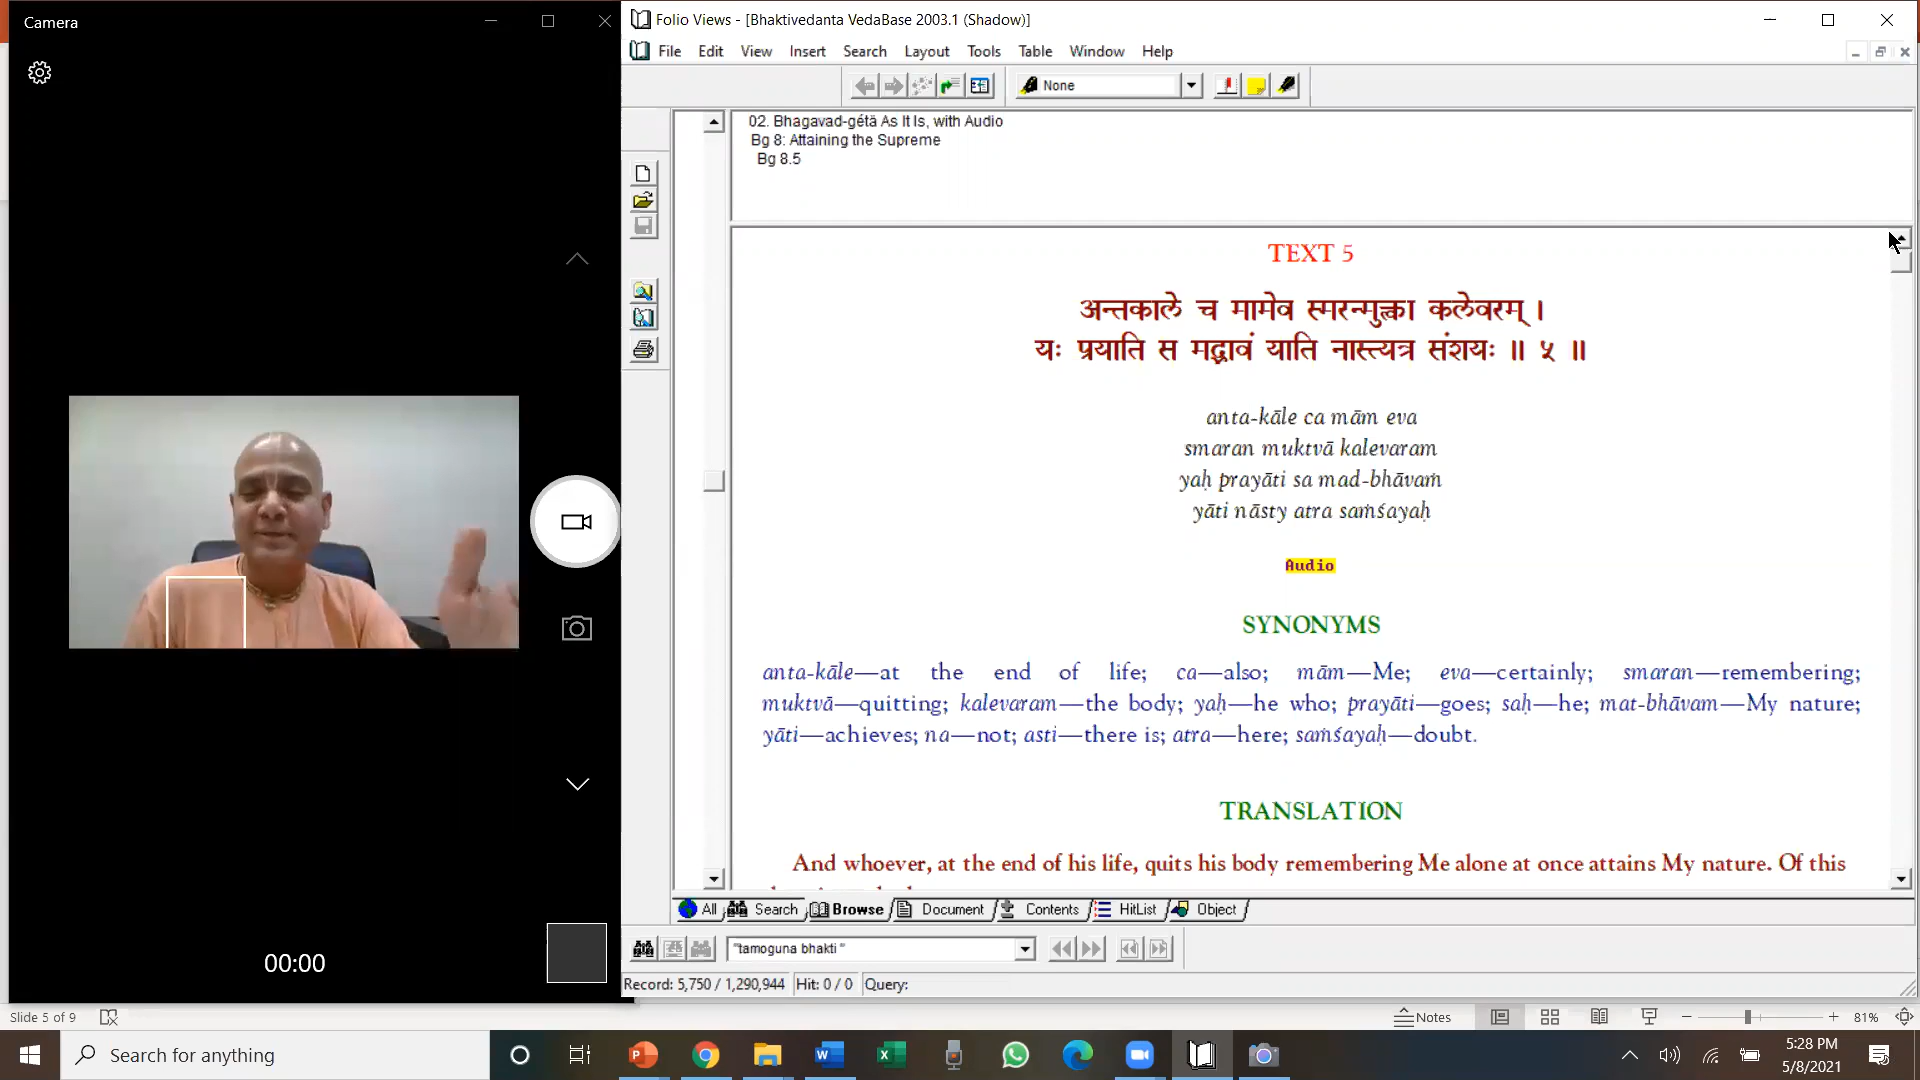 Camera
Folio Views - [Bhaktivedanta VedaBase 2003.1 (Shadow)]
File Edit View Insert Search Layout Tools Table Window Help
None
02. Bhagavad-gétä As It Is, with Audio
Bg 8: Attaining the Supreme
Bg 8.5
TEXT 5
अन्तकाले च मामेव स्मरन्मुक्त्वा कलेवरम् ।
यः प्रयाति स मद्भावं याति नास्त्यत्र संशयः ॥ ५ ॥
anta-kāle ca mām eva
smaran muktvā kalevaram
yaḥ prayāti sa mad-bhāvaṁ
yāti nāsty atra saṁśayaḥ
Audio
SYNONYMS
anta-kāle—at the end of life; ca—also; mām—Me; eva—certainly; smaran—remembering;
muktvā—quitting; kalevaram—the body; yaḥ—he who; prayāti—goes; saḥ—he; mat-bhāvam—My nature;
yāti—achieves; na—not; asti—there is; atra—here; saṁśayaḥ—doubt.
TRANSLATION
And whoever, at the end of his life, quits his body remembering Me alone at once attains My nature. Of this
All Search Browse Document Contents HitList Object
"tamoguna bhakti "
00:00
Record: 5,750 / 1,290,944 Hit: 0 / 0 Query:
Slide 5 of 9
Notes
81%
Search for anything
5:28 PM
5/8/2021